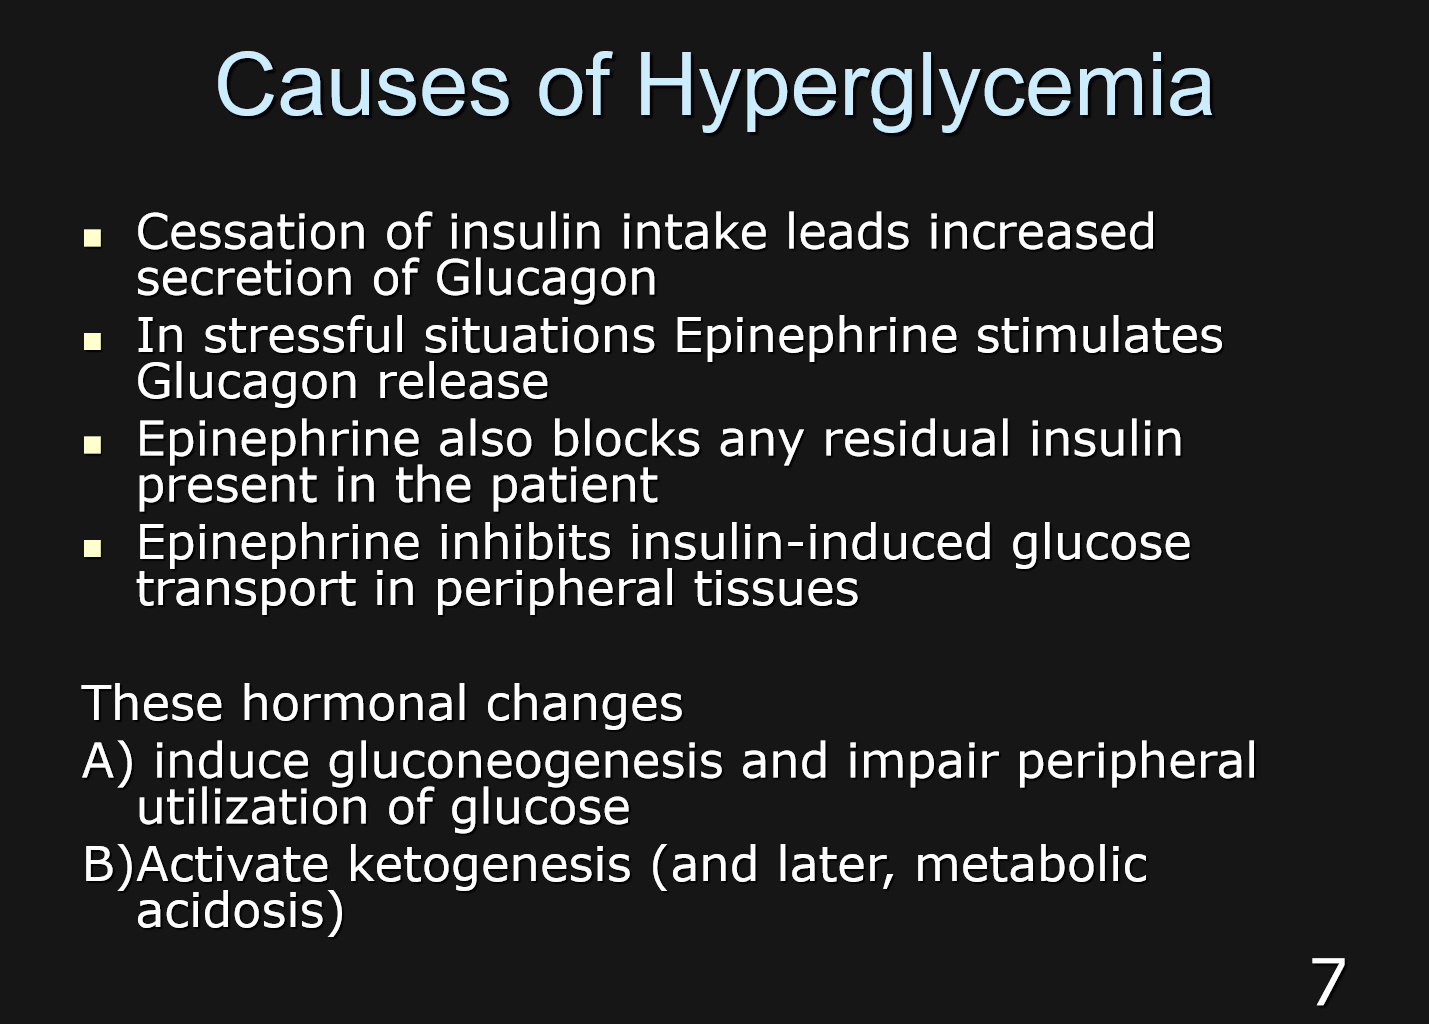 Causes of Hyperglycemia
Cessation of insulin intake leads increased
secretion of Glucagon
In stressful situations Epinephrine stimulates
Glucagon release
Epinephrine also blocks any residual insulin
present in the patient
Epinephrine inhibits insulin-induced glucose
transport in peripheral tissues
These hormonal changes
A) induce gluconeogenesis and impair peripheral
utilization of glucose
B)Activate ketogenesis (and later, metabolic
acidosis)
7